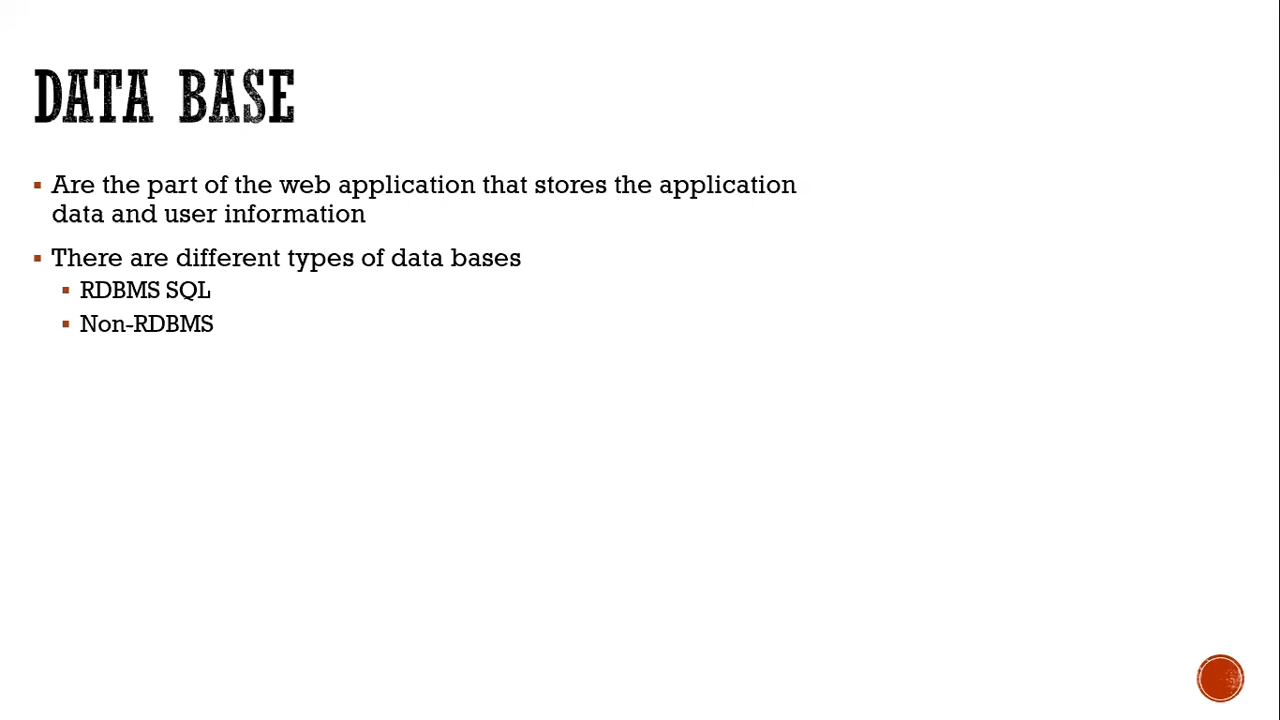 DATA BASE
Are the part of the web application that stores the application
data and user information
There are different types of data bases
RDBMS SQL
Non-RDBMS